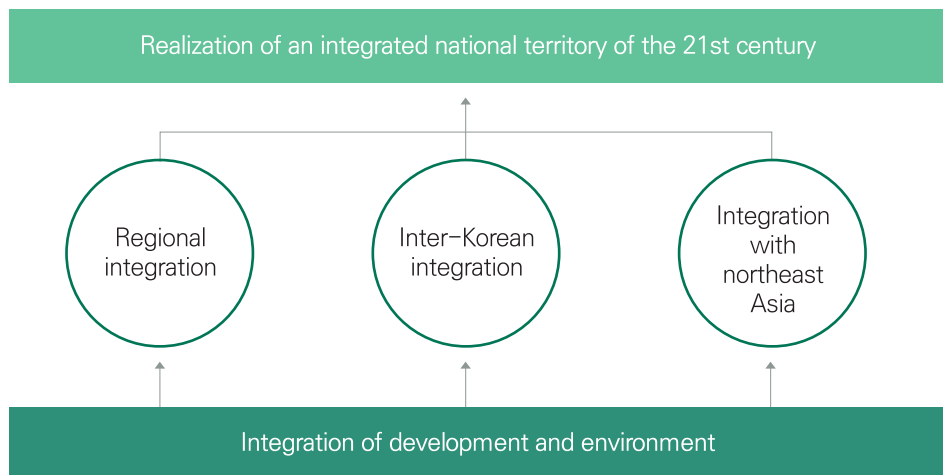 Realization of an integrated national territory of the 21st century
Regional
integration
Inter-Korean
integration
Integration
with
northeast
Asia
Integration of development and environment